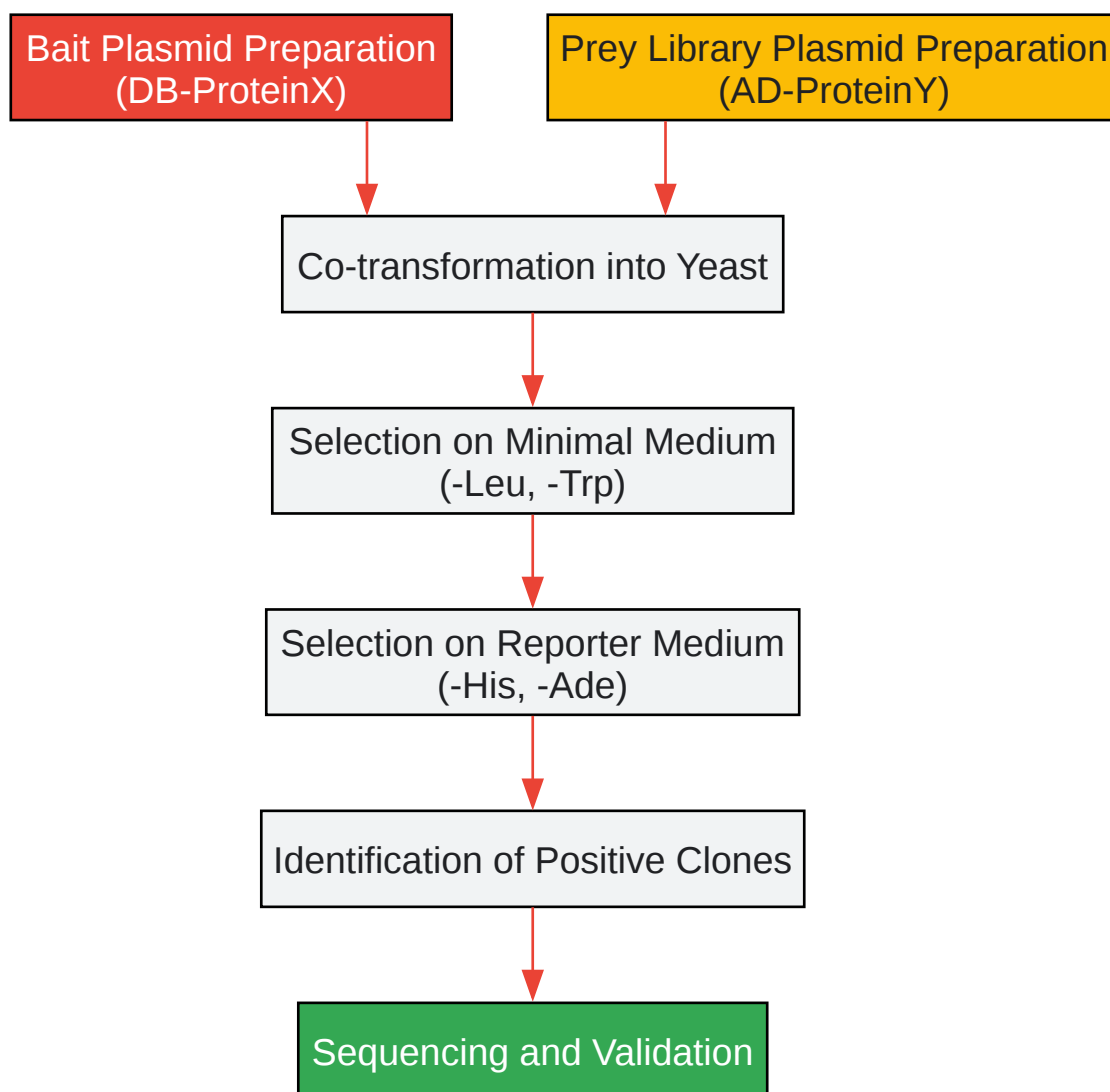 Bait Plasmid Preparation
(DB-ProteinX)
Prey Library Plasmid Preparation
(AD-ProteinY)
Co-transformation into Yeast
Selection on Minimal Medium
(-Leu, -Trp)
Selection on Reporter Medium
(-His, -Ade)
Identification of Positive Clones
Sequencing and Validation